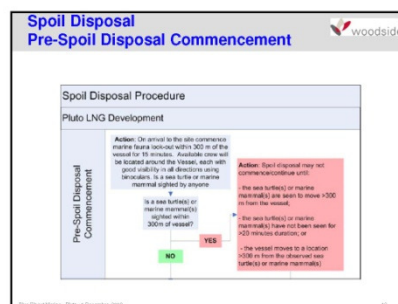 Spoil Disposal
Pre-Spoil Disposal Commencement
woodside
Spoil Disposal Procedure
Pluto LNG Development
Pre-Spoil Disposal
Commencement
Action: On arrival to the site commence
marine fauna look-out within 300 m of the
vessel for 15 minutes. Available crew will
be located around the Vessel, each with
good visibility in all directions using
binoculars. Is a sea turtle or marine
mammal sighted by anyone
Is a sea turtle(s) or
marine
mammal(s)
sighted within
300m of vessel?
YES
NO
Action: Spoil disposal may not
commence/continue until:
- the sea turtle(s) or marine
mammal(s) are seen to move >300
m from the vessel;
- the sea turtle(s) or marine
mammal(s) have not been seen for
>20 minutes duration; or
- the vessel moves to a location
>300 m from the observed sea
turtle(s) or marine mammal(s)